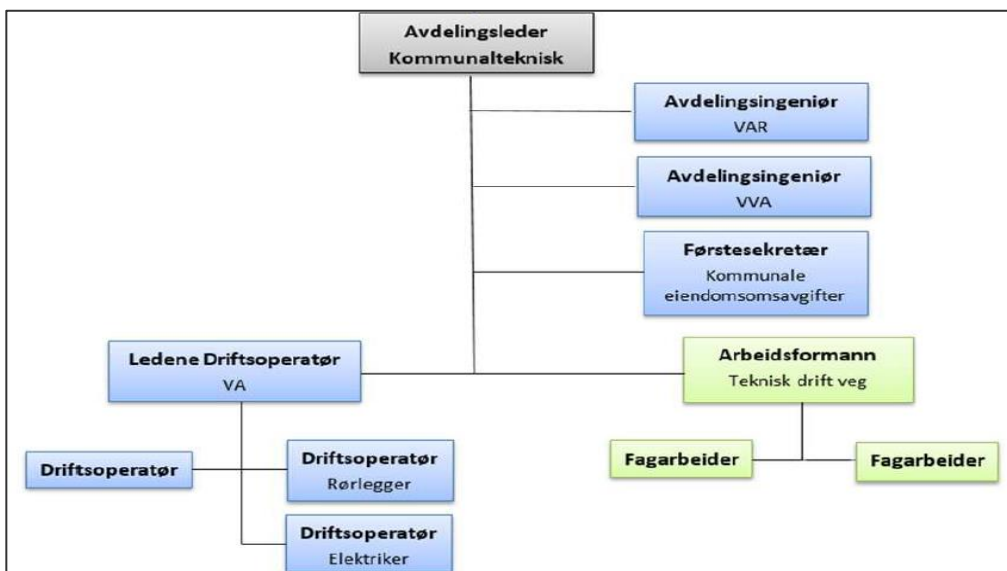 Avdelingsleder
Kommunalteknisk
Avdelingsingeniør
VAR
Avdelingsingeniør
VVA
Førstesekretær
Kommunale
eiendomsomsavgifter
Ledene Driftsoperatør
VA
Arbeidsformann
Teknisk drift veg
Driftsoperatør
Driftsoperatør
Rørlegger
Fagarbeider
Fagarbeider
Driftsoperatør
Elektriker